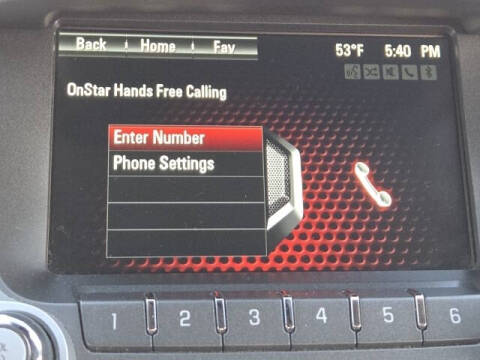 Back Home Fav 53°F 5:40 PM
OnStar Hands Free Calling
Enter Number
Phone Settings
1 2 3 4 5 6